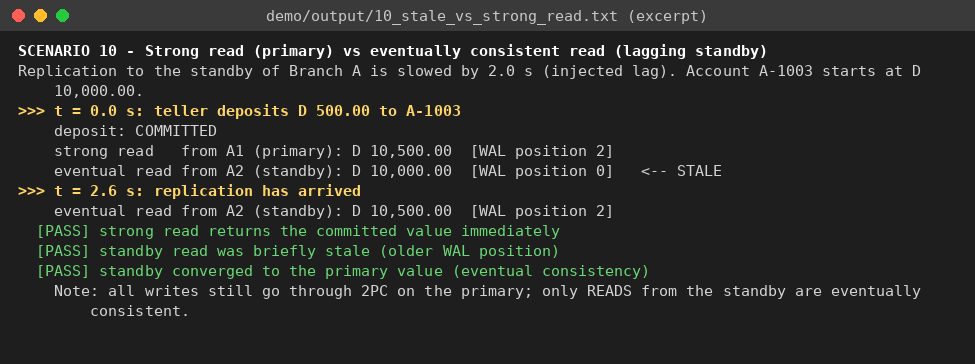 demo/output/10_stale_vs_strong_read.txt (excerpt)
SCENARIO 10 - Strong read (primary) vs eventually consistent read (lagging standby)
Replication to the standby of Branch A is slowed by 2.0 s (injected lag). Account A-1003 starts at D
10,000.00.
>>> t = 0.0 s: teller deposits D 500.00 to A-1003
deposit: COMMITTED
strong read   from A1 (primary): D 10,500.00  [WAL position 2]
eventual read from A2 (standby): D 10,000.00  [WAL position 0]   <-- STALE
>>> t = 2.6 s: replication has arrived
eventual read from A2 (standby): D 10,500.00  [WAL position 2]
[PASS] strong read returns the committed value immediately
[PASS] standby read was briefly stale (older WAL position)
[PASS] standby converged to the primary value (eventual consistency)
Note: all writes still go through 2PC on the primary; only READS from the standby are eventually
consistent.